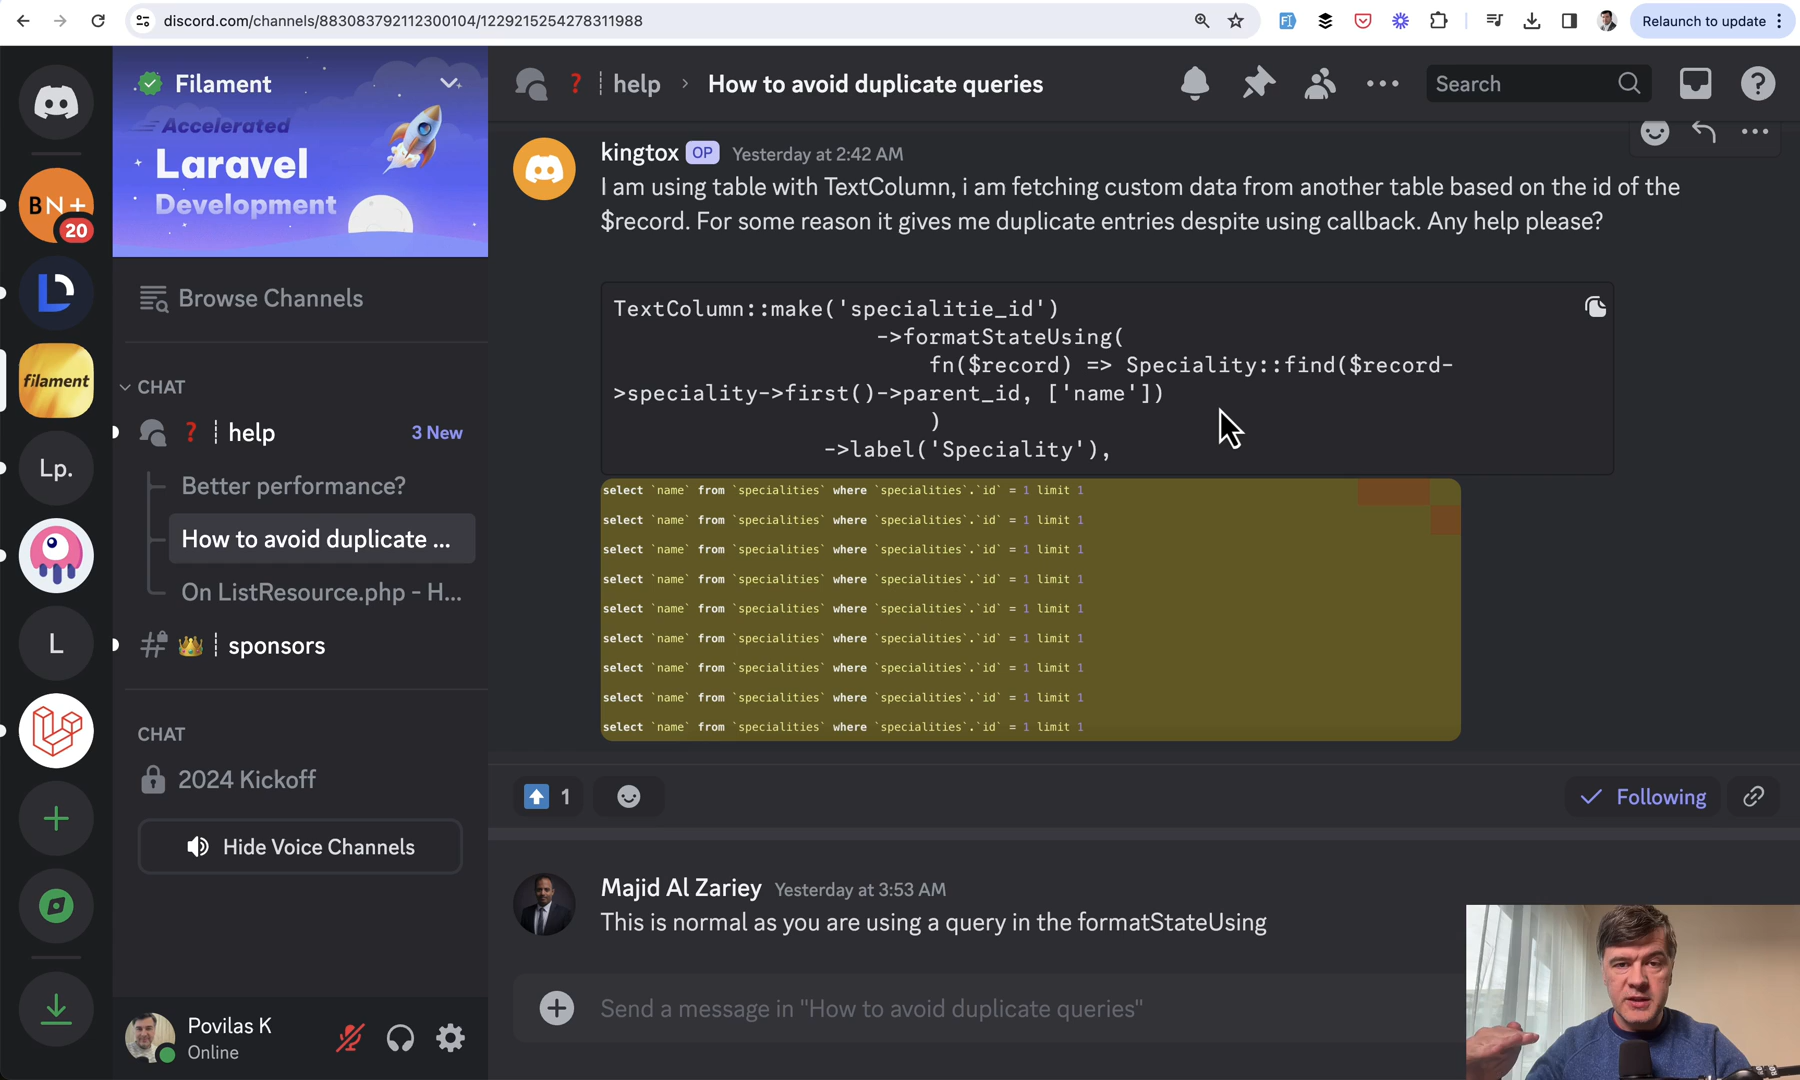 discord.com/channels/883083792112300104/1229215254278311988
Relaunch to update
Filament
Accelerated
Laravel
Development
BN+
20
Browse Channels
filament
CHAT
help
3 New
Lp.
Better performance?
How to avoid duplicate ...
On ListResource.php - H...
L
sponsors
CHAT
2024 Kickoff
Hide Voice Channels
Povilas K
Online
help
How to avoid duplicate queries
Search
kingtox OP Yesterday at 2:42 AM
I am using table with TextColumn, i am fetching custom data from another table based on the id of the
$record. For some reason it gives me duplicate entries despite using callback. Any help please?
TextColumn::make('specialitie_id')
->formatStateUsing(
fn($record) => Speciality::find($record-
>speciality->first()->parent_id, ['name'])
)
->label('Speciality'),
select `name` from `specialities` where `specialities`.`id` = 1 limit 1
select `name` from `specialities` where `specialities`.`id` = 1 limit 1
select `name` from `specialities` where `specialities`.`id` = 1 limit 1
select `name` from `specialities` where `specialities`.`id` = 1 limit 1
select `name` from `specialities` where `specialities`.`id` = 1 limit 1
select `name` from `specialities` where `specialities`.`id` = 1 limit 1
select `name` from `specialities` where `specialities`.`id` = 1 limit 1
select `name` from `specialities` where `specialities`.`id` = 1 limit 1
select `name` from `specialities` where `specialities`.`id` = 1 limit 1
1
Following
Majid Al Zariey Yesterday at 3:53 AM
This is normal as you are using a query in the formatStateUsing
Send a message in "How to avoid duplicate queries"